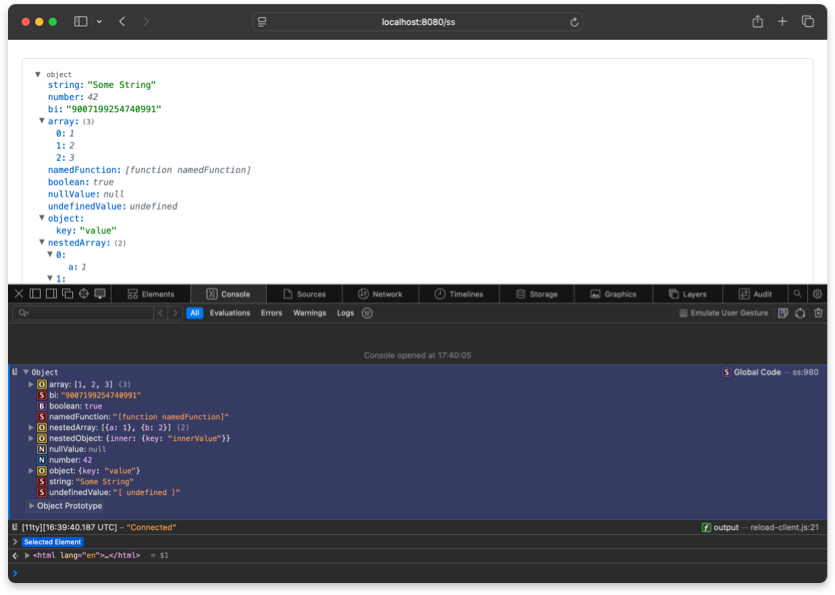 localhost:8080/ss
▼ object
string: "Some String"
number: 42
bi: "9007199254740991"
▼ array: (3)
0: 1
1: 2
2: 3
namedFunction: [function namedFunction]
boolean: true
nullValue: null
undefinedValue: undefined
▼ object:
key: "value"
▼ nestedArray: (2)
▼ 0:
a: 1
▼ 1:
Elements Console Sources Network Timelines Storage Graphics Layers Audit
All Evaluations Errors Warnings Logs Emulate User Gesture
Console opened at 17:40:05
▼ Object S Global Code — ss:980
▶ O array: [1, 2, 3] (3)
S bi: "9007199254740991"
B boolean: true
S namedFunction: "[function namedFunction]"
▶ O nestedArray: [{a: 1}, {b: 2}] (2)
▶ O nestedObject: {inner: {key: "innerValue"}}
N nullValue: null
N number: 42
▶ O object: {key: "value"}
S string: "Some String"
S undefinedValue: "[ undefined ]"
▶ Object Prototype
[11ty][16:39:40.187 UTC] – "Connected" f output — reload-client.js:21
Selected Element
▶ <html lang="en">…</html> = $1